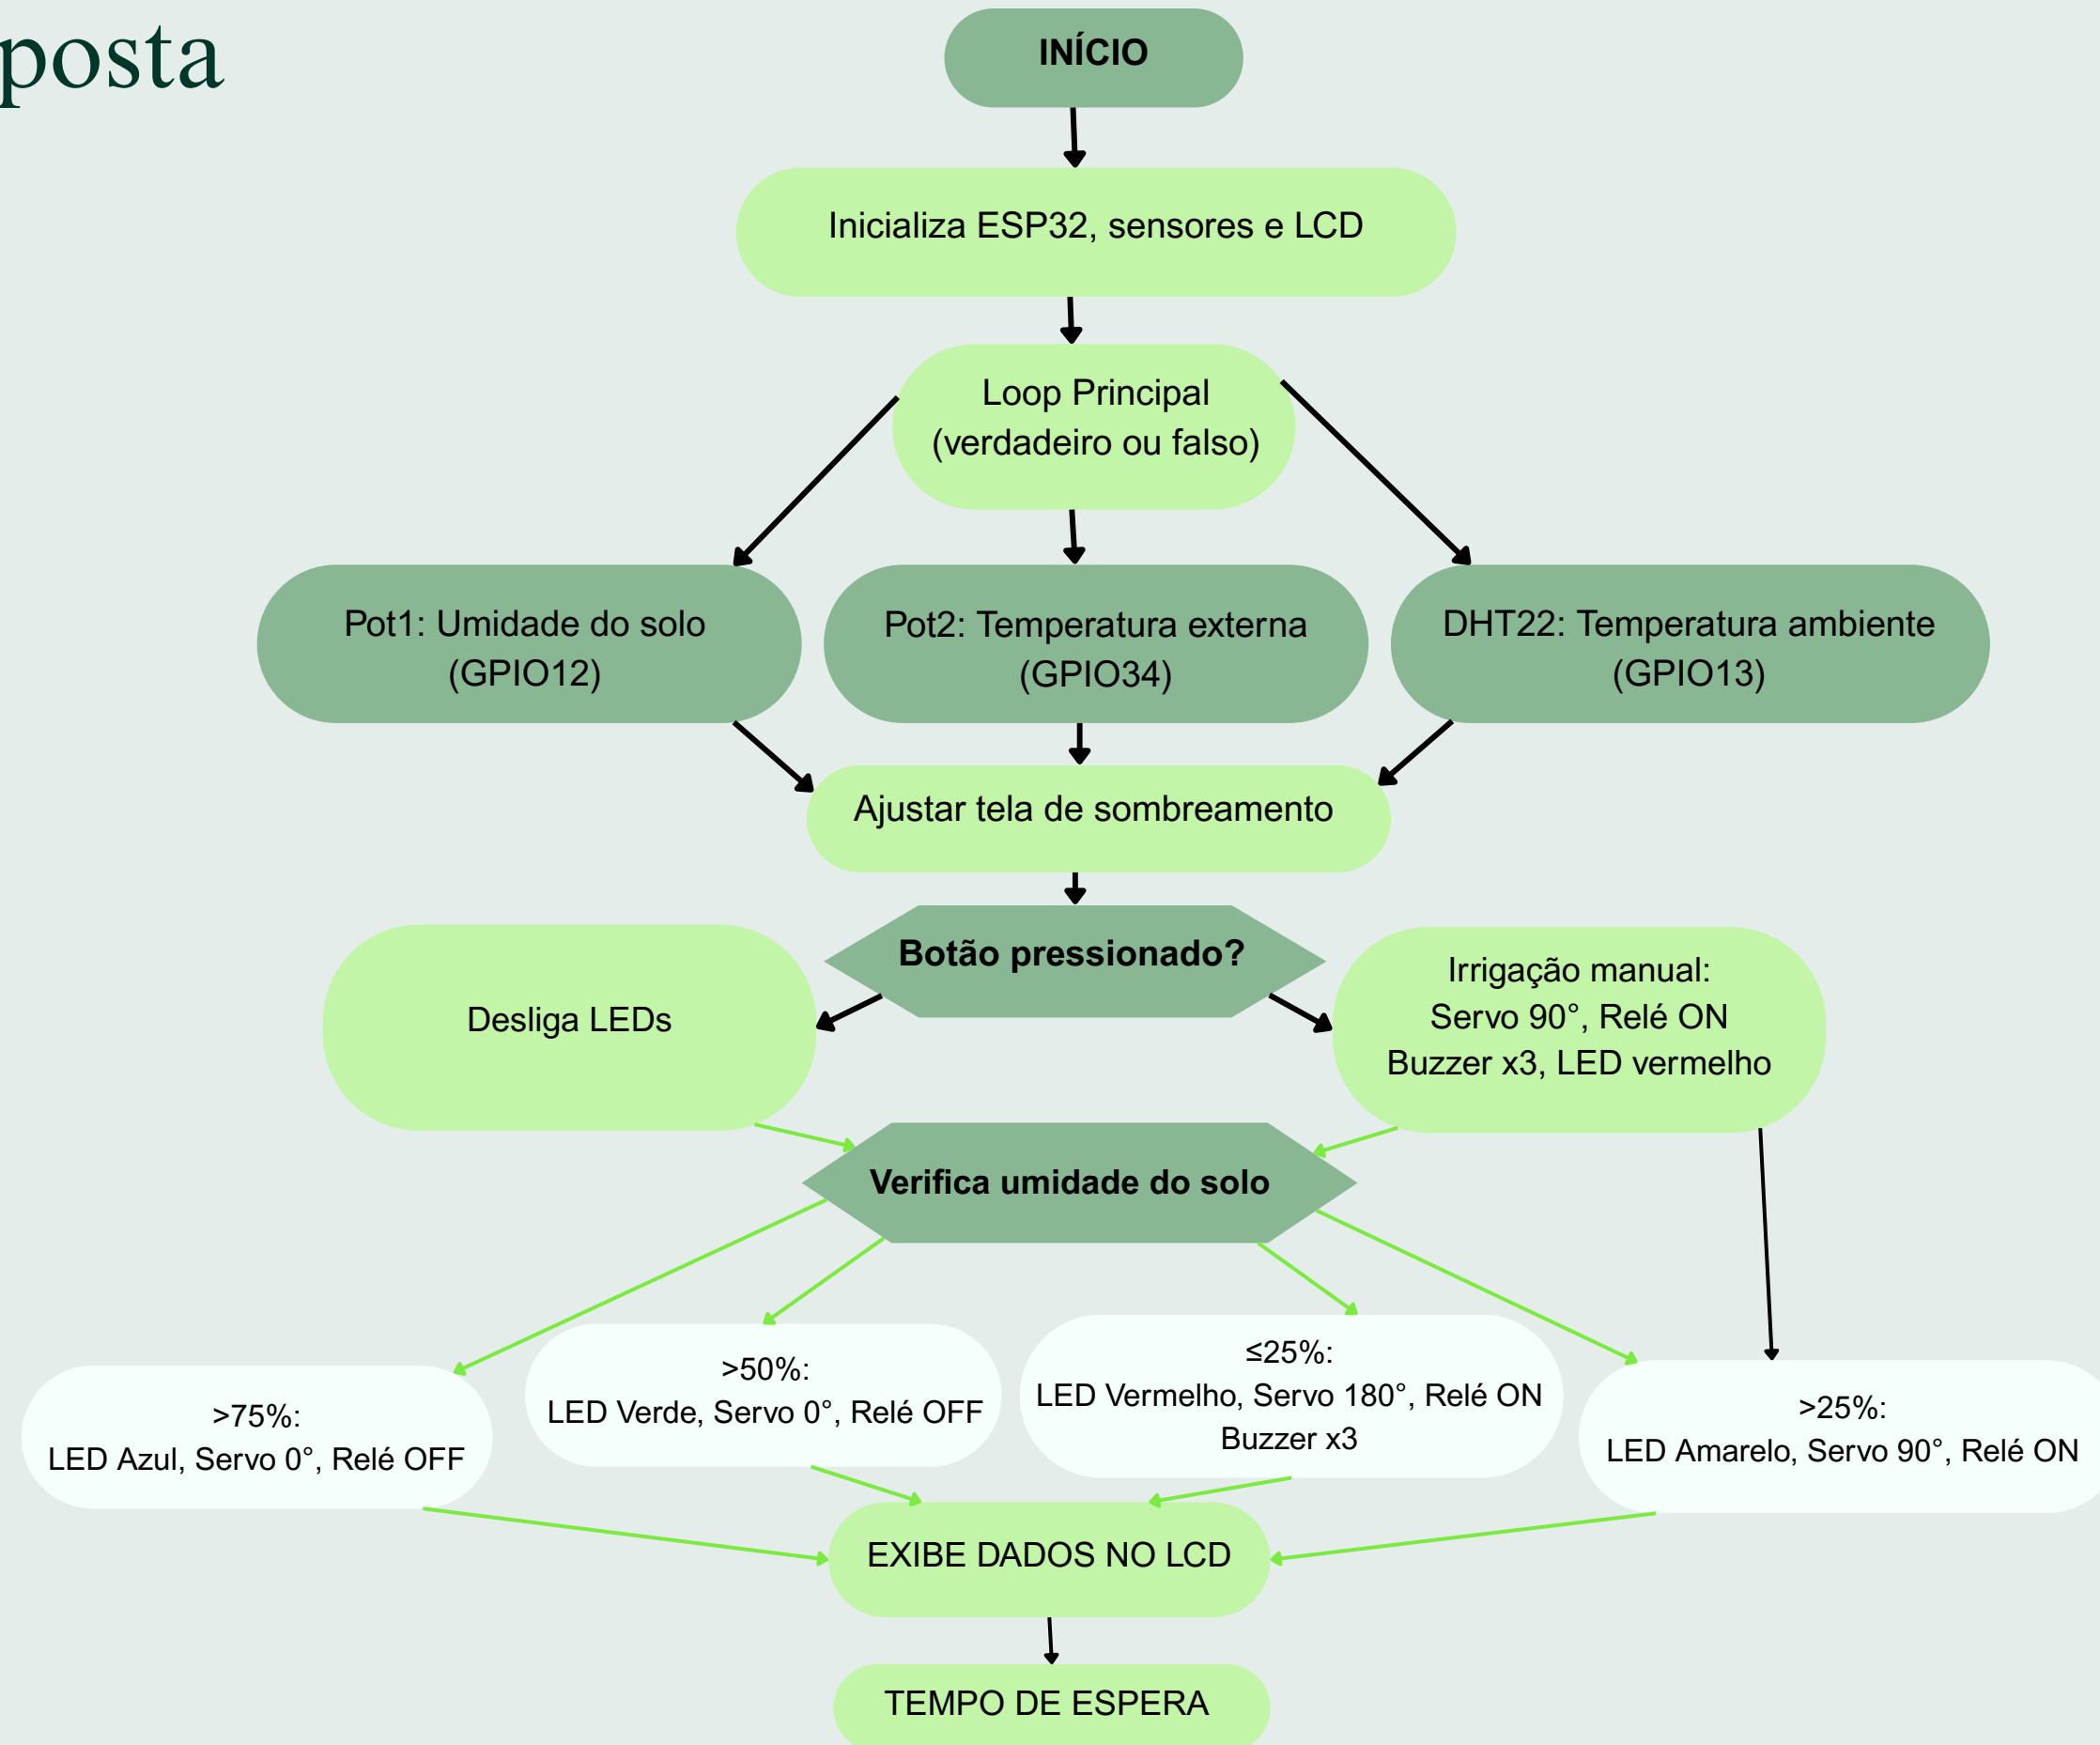 posta
INÍCIO
Inicializa ESP32, sensores e LCD
Loop Principal
(verdadeiro ou falso)
Pot1: Umidade do solo
(GPIO12)
Pot2: Temperatura externa
(GPIO34)
DHT22: Temperatura ambiente
(GPIO13)
Ajustar tela de sombreamento
Botão pressionado?
Desliga LEDs
Irrigação manual:
Servo 90°, Relé ON
Buzzer x3, LED vermelho
Verifica umidade do solo
>75%:
LED Azul, Servo 0°, Relé OFF
>50%:
LED Verde, Servo 0°, Relé OFF
≤25%:
LED Vermelho, Servo 180°, Relé ON
Buzzer x3
>25%:
LED Amarelo, Servo 90°, Relé ON
EXIBE DADOS NO LCD
TEMPO DE ESPERA